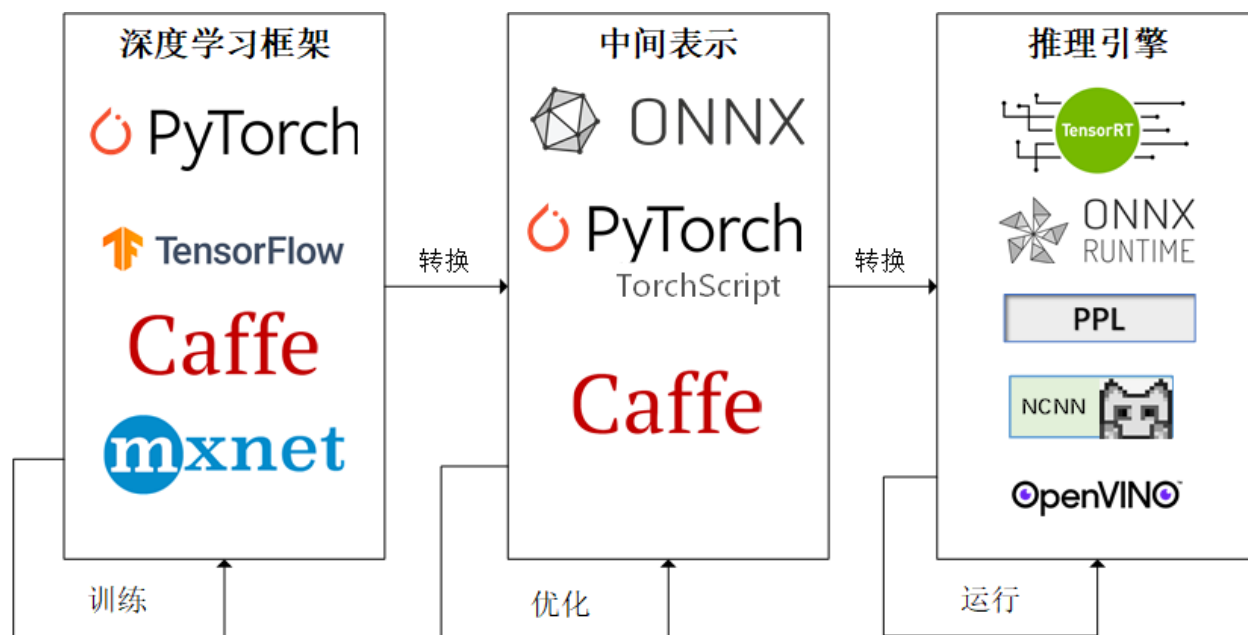 深度学习框架
PyTorch
TensorFlow
Caffe
mxnet
训练
转换
中间表示
ONNX
PyTorch
TorchScript
Caffe
优化
转换
推理引擎
TensorRT
ONNX
RUNTIME
PPL
NCNN
OpenVINO™
运行